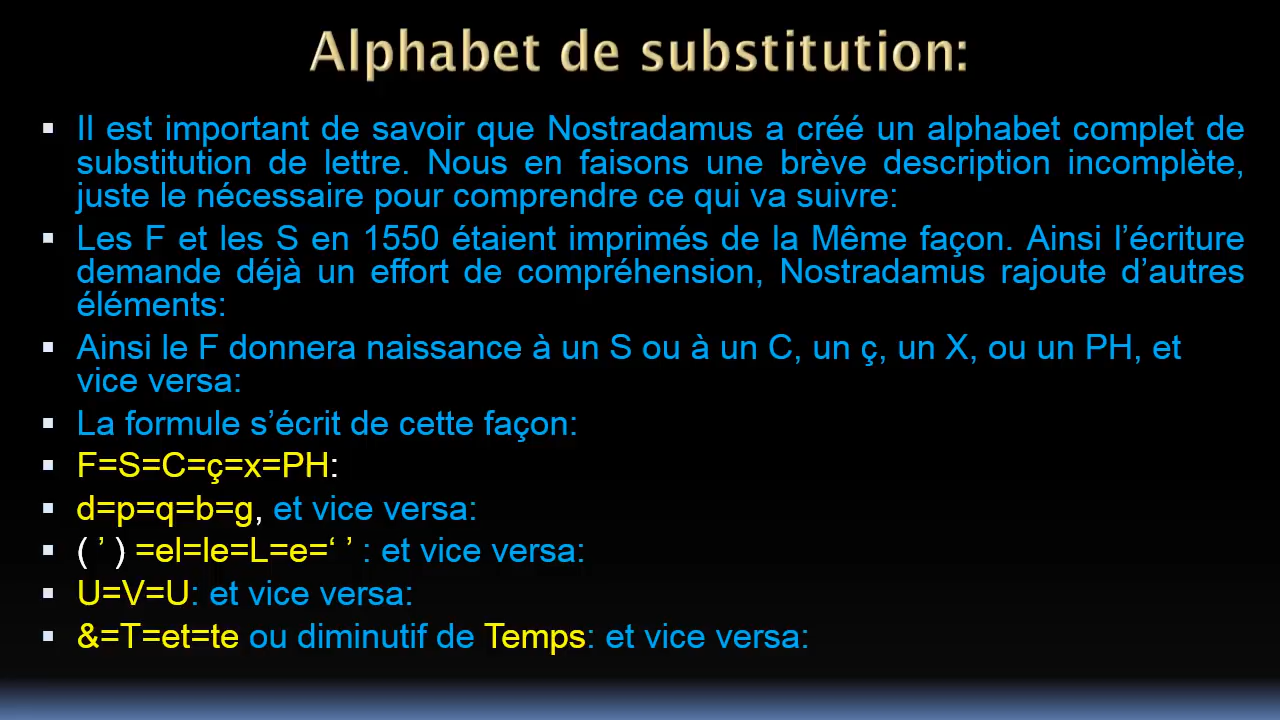 Alphabet de substitution:
▪ Il est important de savoir que Nostradamus a créé un alphabet complet de
substitution de lettre. Nous en faisons une brève description incomplète,
juste le nécessaire pour comprendre ce qui va suivre:
▪ Les F et les S en 1550 étaient imprimés de la Même façon. Ainsi l’écriture
demande déjà un effort de compréhension, Nostradamus rajoute d’autres
éléments:
▪ Ainsi le F donnera naissance à un S ou à un C, un ç, un X, ou un PH, et
vice versa:
▪ La formule s’écrit de cette façon:
▪ F=S=C=ç=x=PH:
▪ d=p=q=b=g, et vice versa:
▪ ( ’ ) =el=le=L=e=‘ ’ : et vice versa:
▪ U=V=U: et vice versa:
▪ &=T=et=te ou diminutif de Temps: et vice versa: